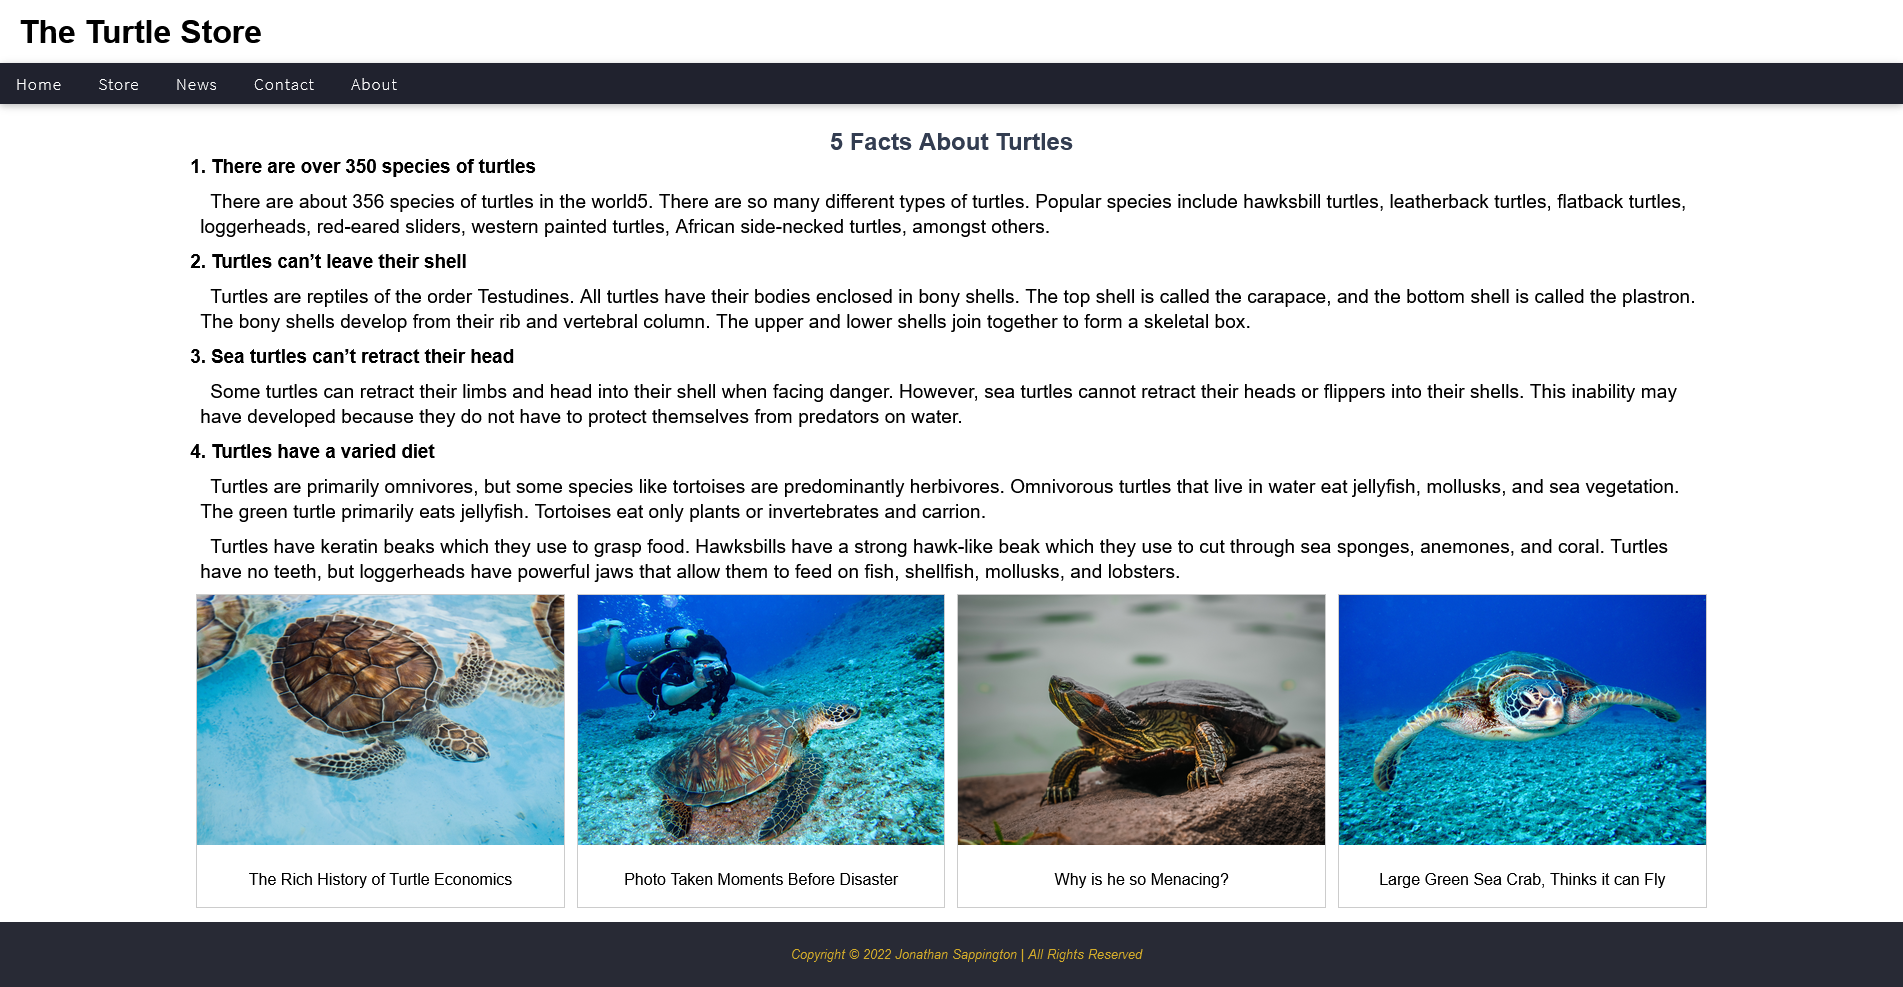 The Turtle Store
Home Store News Contact About
5 Facts About Turtles
1. There are over 350 species of turtles
There are about 356 species of turtles in the world5. There are so many different types of turtles. Popular species include hawksbill turtles, leatherback turtles, flatback turtles,
loggerheads, red-eared sliders, western painted turtles, African side-necked turtles, amongst others.
2. Turtles can’t leave their shell
Turtles are reptiles of the order Testudines. All turtles have their bodies enclosed in bony shells. The top shell is called the carapace, and the bottom shell is called the plastron.
The bony shells develop from their rib and vertebral column. The upper and lower shells join together to form a skeletal box.
3. Sea turtles can’t retract their head
Some turtles can retract their limbs and head into their shell when facing danger. However, sea turtles cannot retract their heads or flippers into their shells. This inability may
have developed because they do not have to protect themselves from predators on water.
4. Turtles have a varied diet
Turtles are primarily omnivores, but some species like tortoises are predominantly herbivores. Omnivorous turtles that live in water eat jellyfish, mollusks, and sea vegetation.
The green turtle primarily eats jellyfish. Tortoises eat only plants or invertebrates and carrion.
Turtles have keratin beaks which they use to grasp food. Hawksbills have a strong hawk-like beak which they use to cut through sea sponges, anemones, and coral. Turtles
have no teeth, but loggerheads have powerful jaws that allow them to feed on fish, shellfish, mollusks, and lobsters.
The Rich History of Turtle Economics
Photo Taken Moments Before Disaster
Why is he so Menacing?
Large Green Sea Crab, Thinks it can Fly
Copyright © 2022 Jonathan Sappington | All Rights Reserved